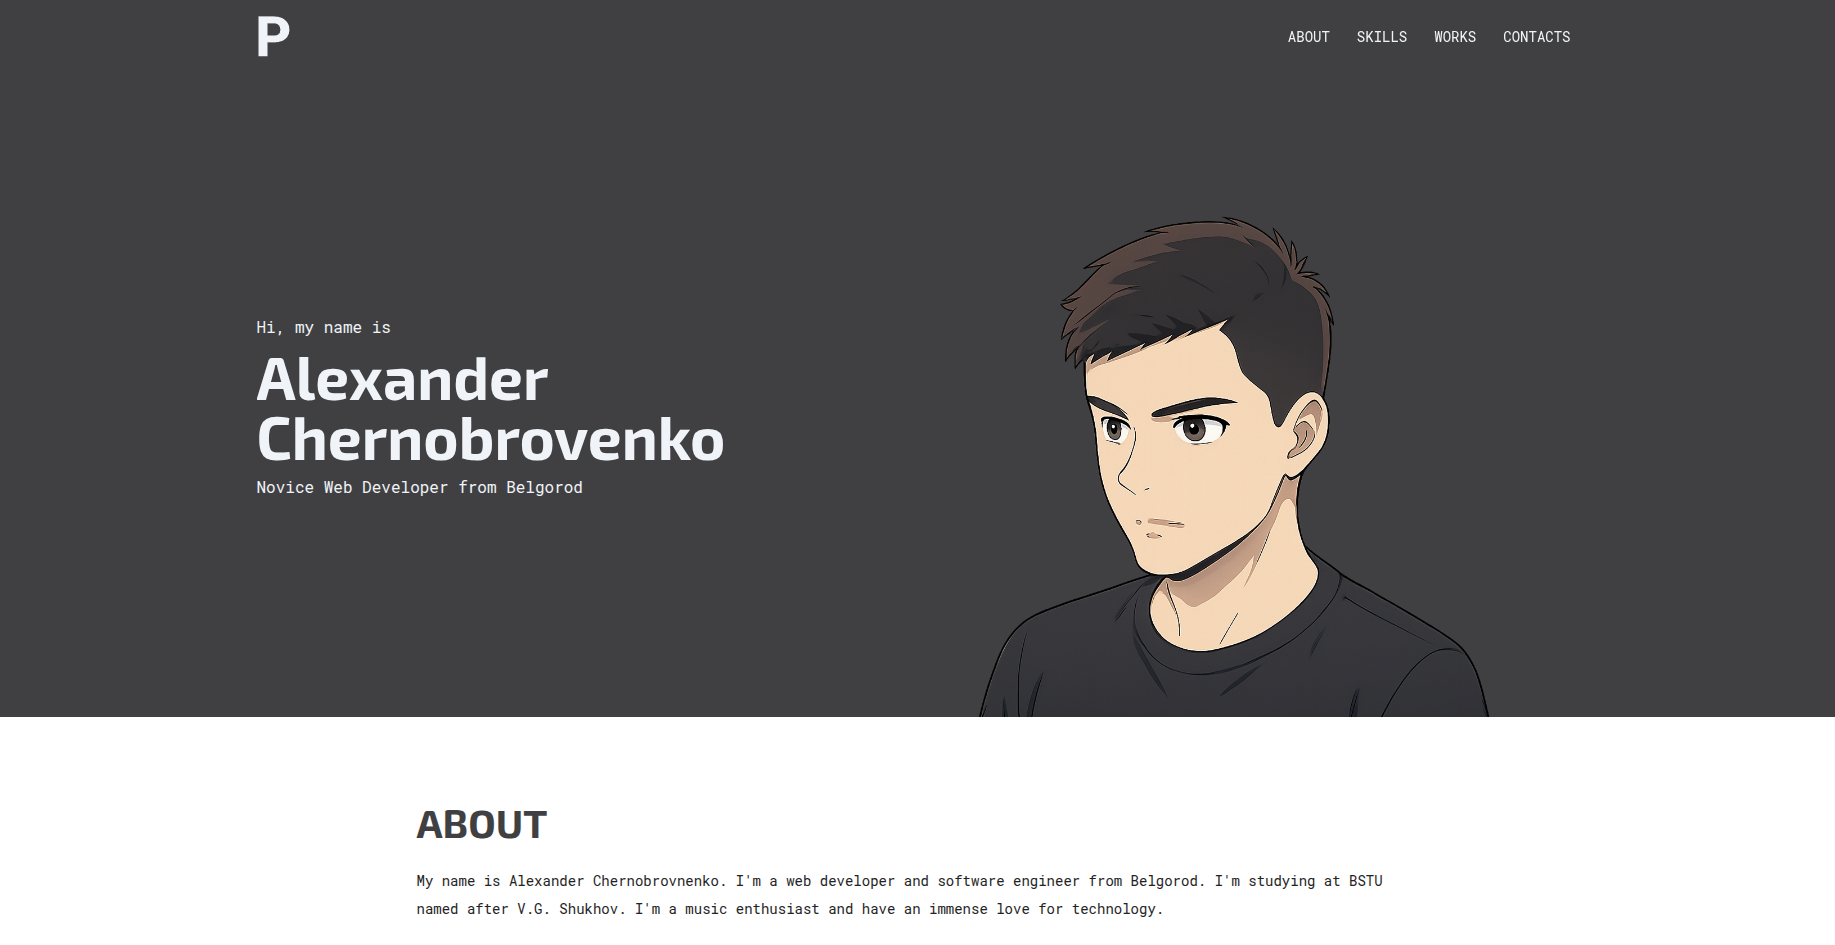 P
ABOUT SKILLS WORKS CONTACTS
Hi, my name is
Alexander
Chernobrovenko
Novice Web Developer from Belgorod
ABOUT
My name is Alexander Chernobrovnenko. I'm a web developer and software engineer from Belgorod. I'm studying at BSTU
named after V.G. Shukhov. I'm a music enthusiast and have an immense love for technology.